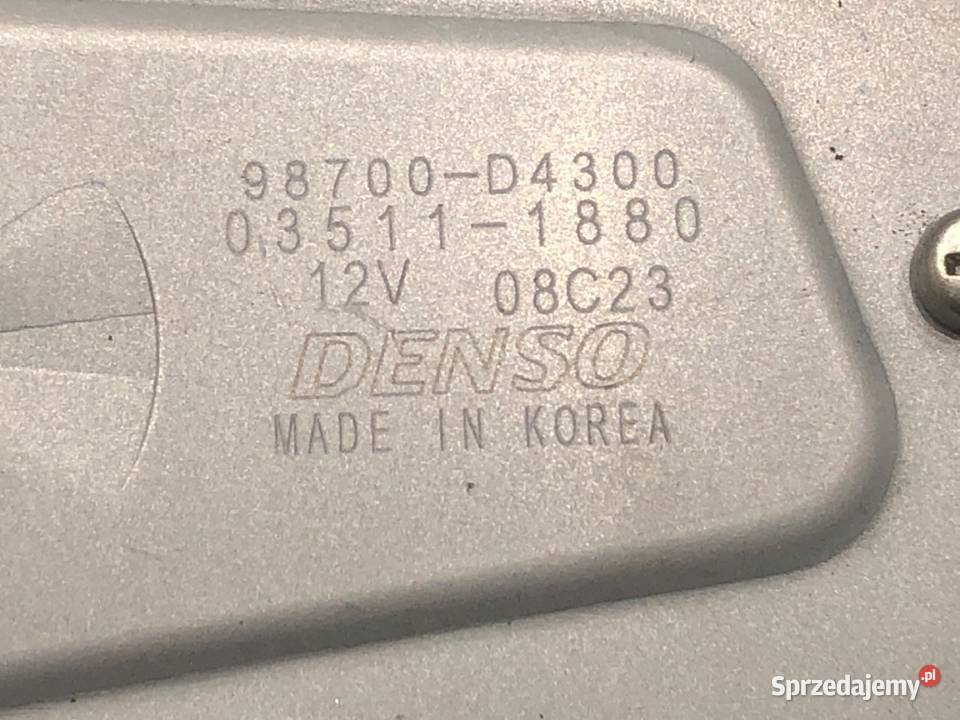 98700-D4300
03511-1880
12V 08C23
DENSO
MADE IN KOREA
Sprzedajemy.pl